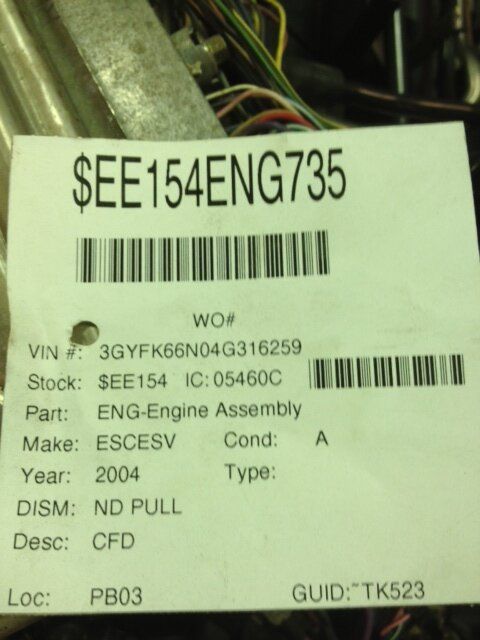 $EE154ENG735
WO#
VIN #: 3GYFK66N04G316259
Stock: $EE154 IC: 05460C
Part: ENG-Engine Assembly
Make: ESCESV Cond: A
Year: 2004 Type:
DISM: ND PULL
Desc: CFD
Loc: PB03 GUID:~TK523